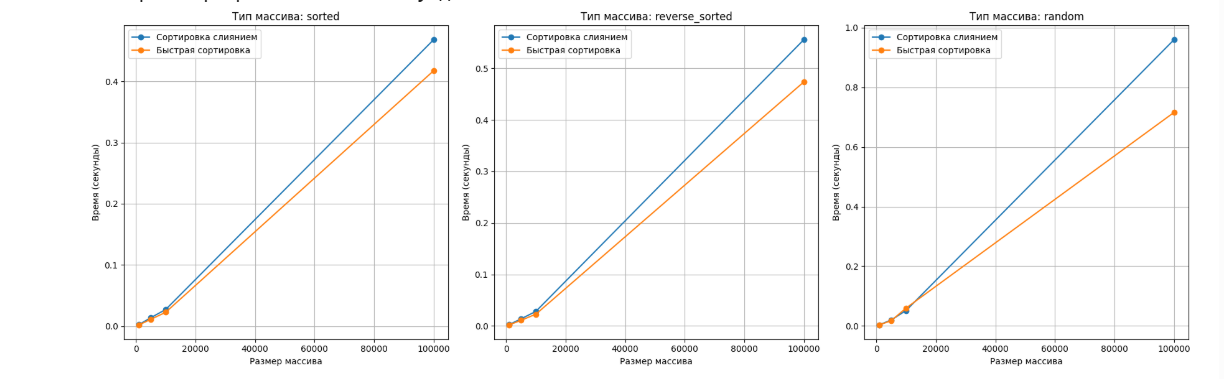 Тип массива: sorted
Сортировка слиянием
Быстрая сортировка
0.4
0.3
0.2
0.1
0.0
Время (секунды)
0 20000 40000 60000 80000 100000
Размер массива
Тип массива: reverse_sorted
Сортировка слиянием
Быстрая сортировка
0.5
0.4
0.3
0.2
0.1
0.0
Время (секунды)
0 20000 40000 60000 80000 100000
Размер массива
Тип массива: random
Сортировка слиянием
Быстрая сортировка
1.0
0.8
0.6
0.4
0.2
0.0
Время (секунды)
0 20000 40000 60000 80000 100000
Размер массива